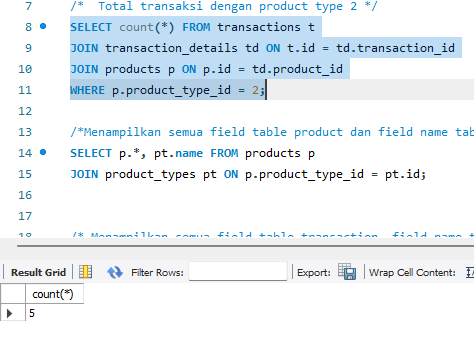 7 /* Total transaksi dengan product type 2 */
8 SELECT count(*) FROM transactions t
9 JOIN transaction_details td ON t.id = td.transaction_id
10 JOIN products p ON p.id = td.product_id
11 WHERE p.product_type_id = 2;
12
13 /*Menampilkan semua field table product dan field name tab
14 SELECT p.*, pt.name FROM products p
15 JOIN product_types pt ON p.product_type_id = pt.id;
16
17
18 /* Menampilkan semua field table transaction, field name t
Result Grid Filter Rows: Export: Wrap Cell Content:
count(*)
5